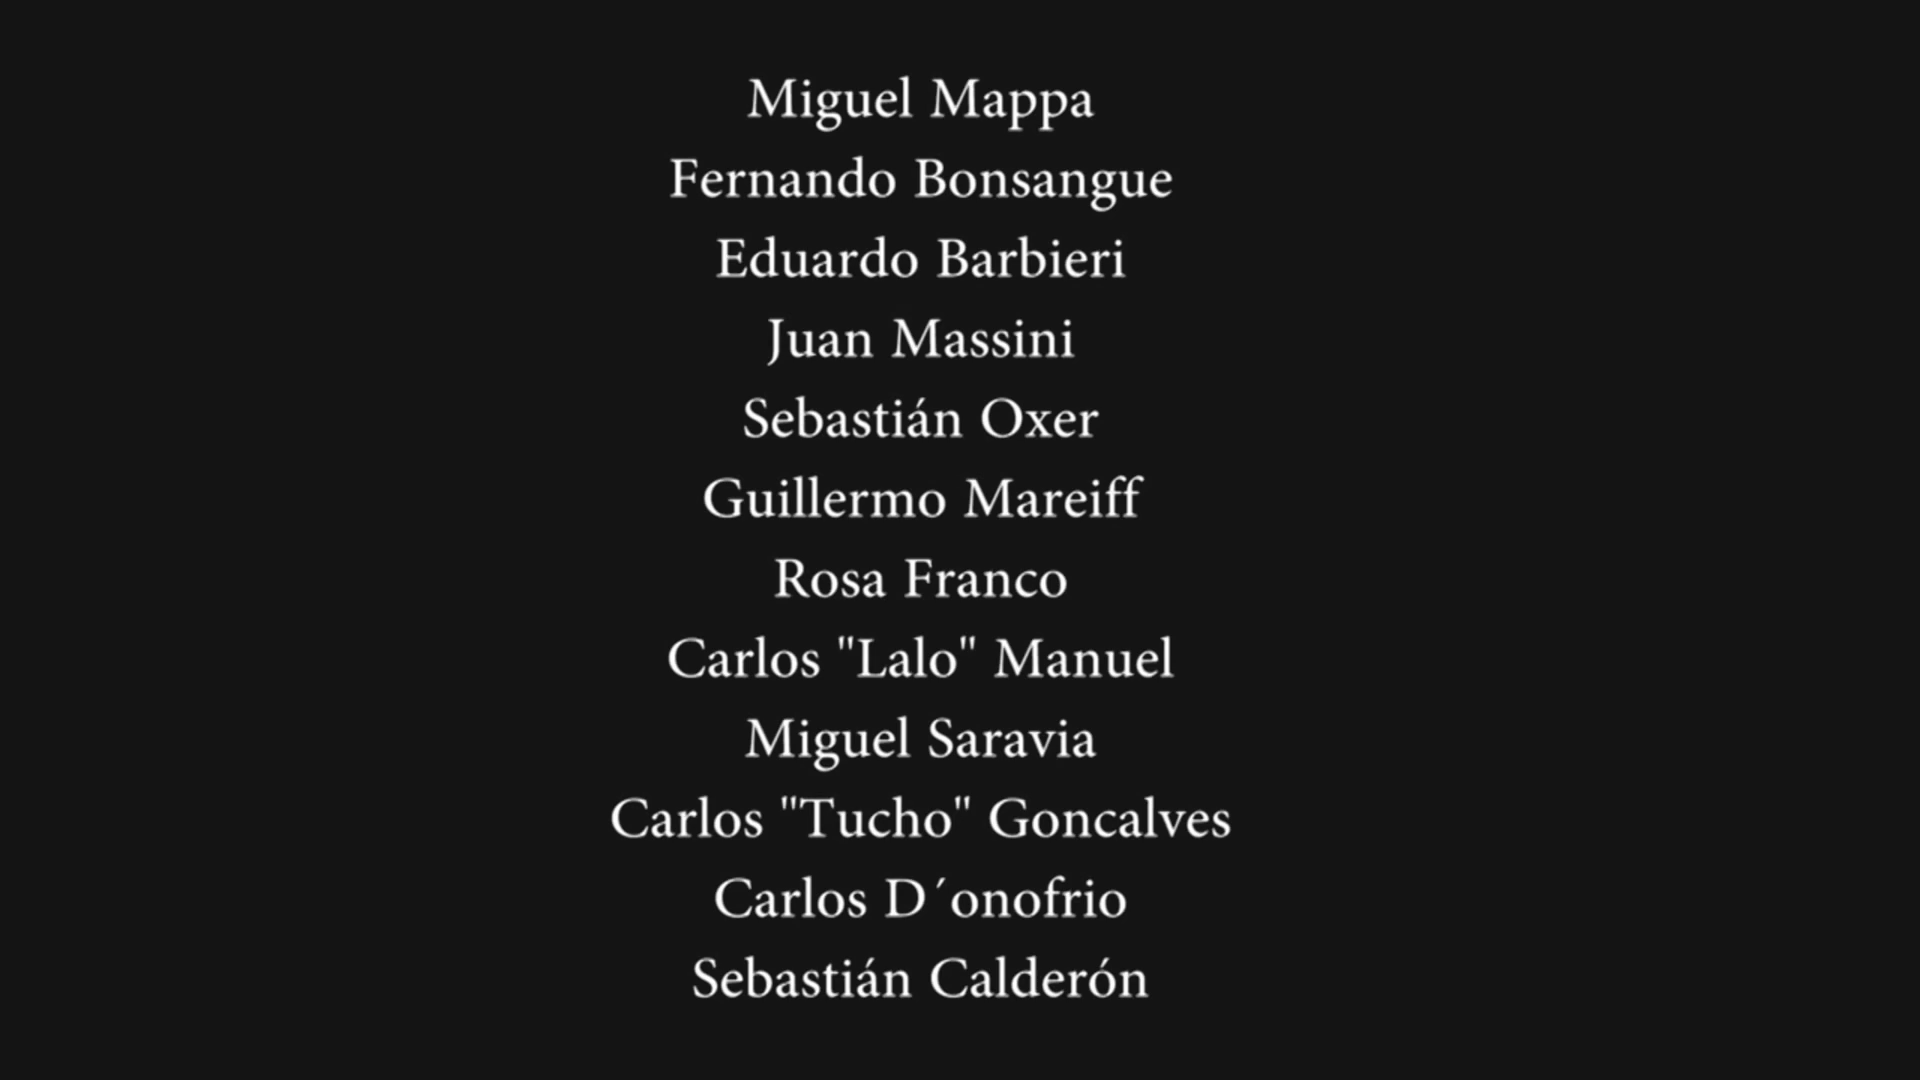 Miguel Mappa
Fernando Bonsangue
Eduardo Barbieri
Juan Massini
Sebastián Oxer
Guillermo Mareiff
Rosa Franco
Carlos "Lalo" Manuel
Miguel Saravia
Carlos "Tucho" Goncalves
Carlos D´onofrio
Sebastián Calderón